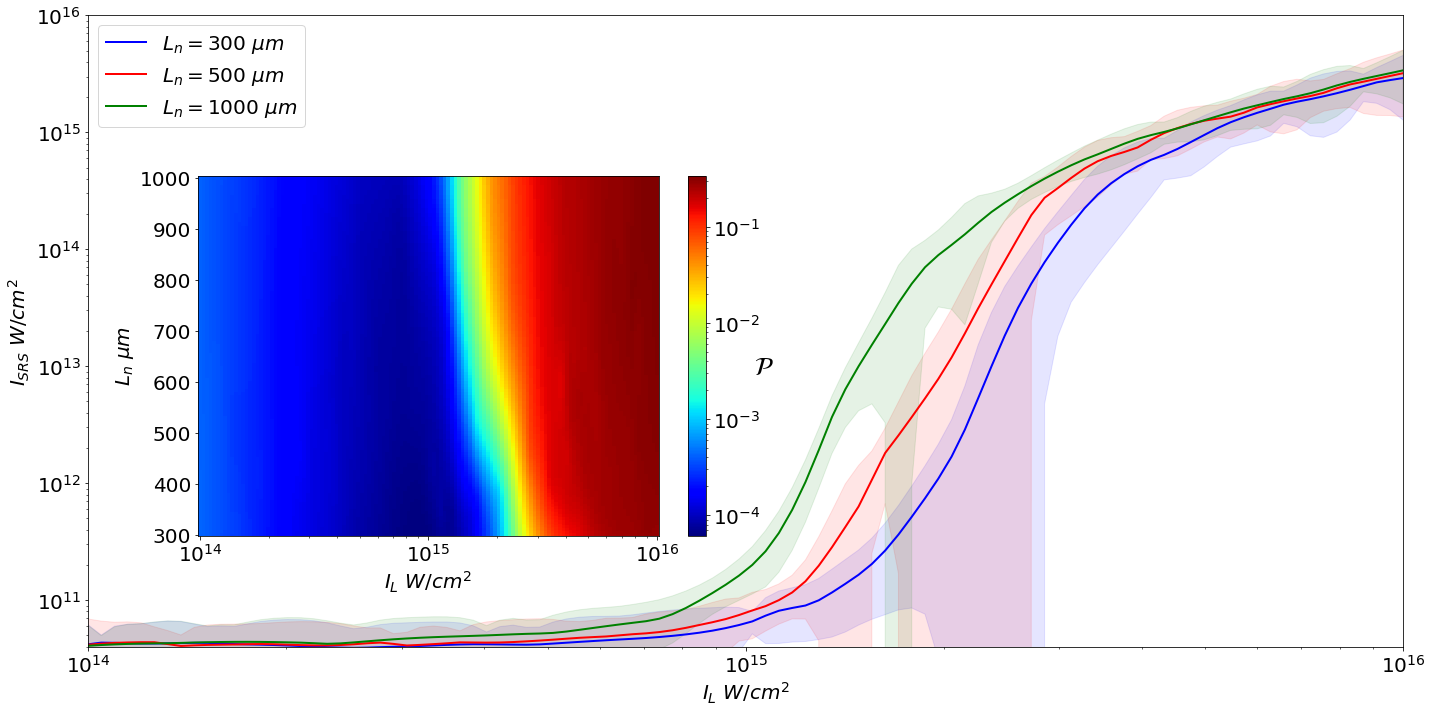 10^16
10^15
10^14
10^13
10^12
10^11
I_SRS W/cm^2
L_n = 300 μm
L_n = 500 μm
L_n = 1000 μm
1000
900
800
700
600
500
400
300
L_n μm
10^14 10^15 10^16
I_L W/cm^2
10^-1
10^-2
10^-3
10^-4
𝒫
10^14 10^15 10^16
I_L W/cm^2